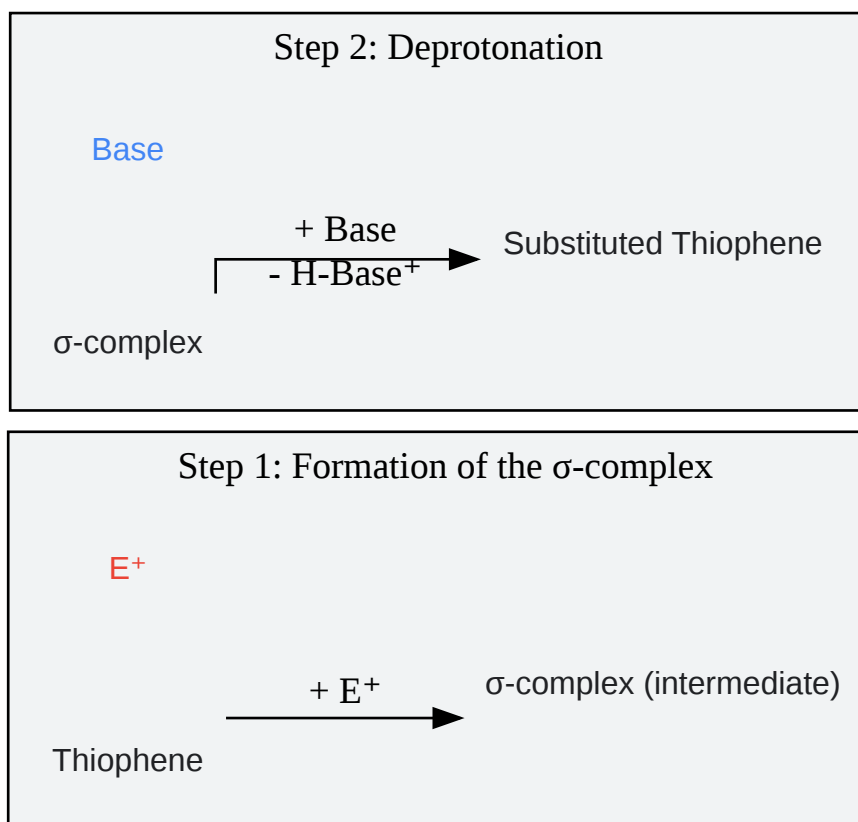 Step 2: Deprotonation
Base
+ Base
- H-Base⁺
Substituted Thiophene
σ-complex
Step 1: Formation of the σ-complex
E⁺
+ E⁺
σ-complex (intermediate)
Thiophene